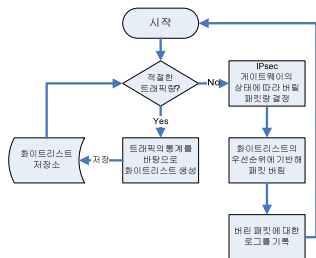 시작
적절한
트래픽량?
No
IPsec
게이트웨이의
상태에 따라 버릴
패킷량 결정
Yes
화이트리스트
저장소
저장
트래픽의 통계를
바탕으로
화이트리스트 생성
화이트리스트의
우선순위에 기반해
패킷 버림
버린 패킷에 대한
로그를 기록